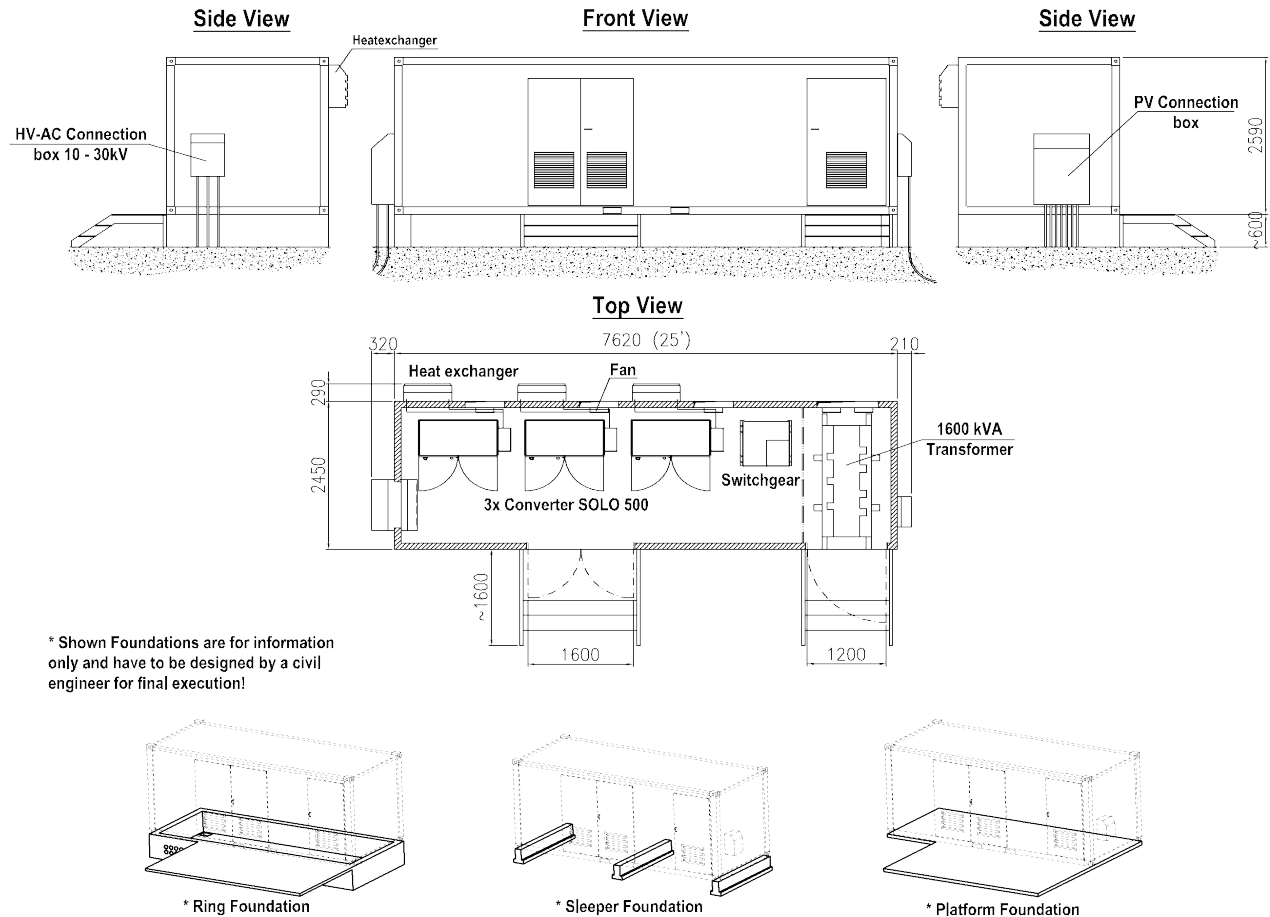 Side View
Front View
Side View
Heatexchanger
HV-AC Connection
box 10 - 30kV
PV Connection
box
2590
~600
Top View
320
7620 (25')
210
290
Heat exchanger
Fan
1600 kVA
Transformer
2450
Switchgear
3x Converter SOLO 500
~1600
1600
1200
* Shown Foundations are for information
only and have to be designed by a civil
engineer for final execution!
* Ring Foundation
* Sleeper Foundation
* Platform Foundation